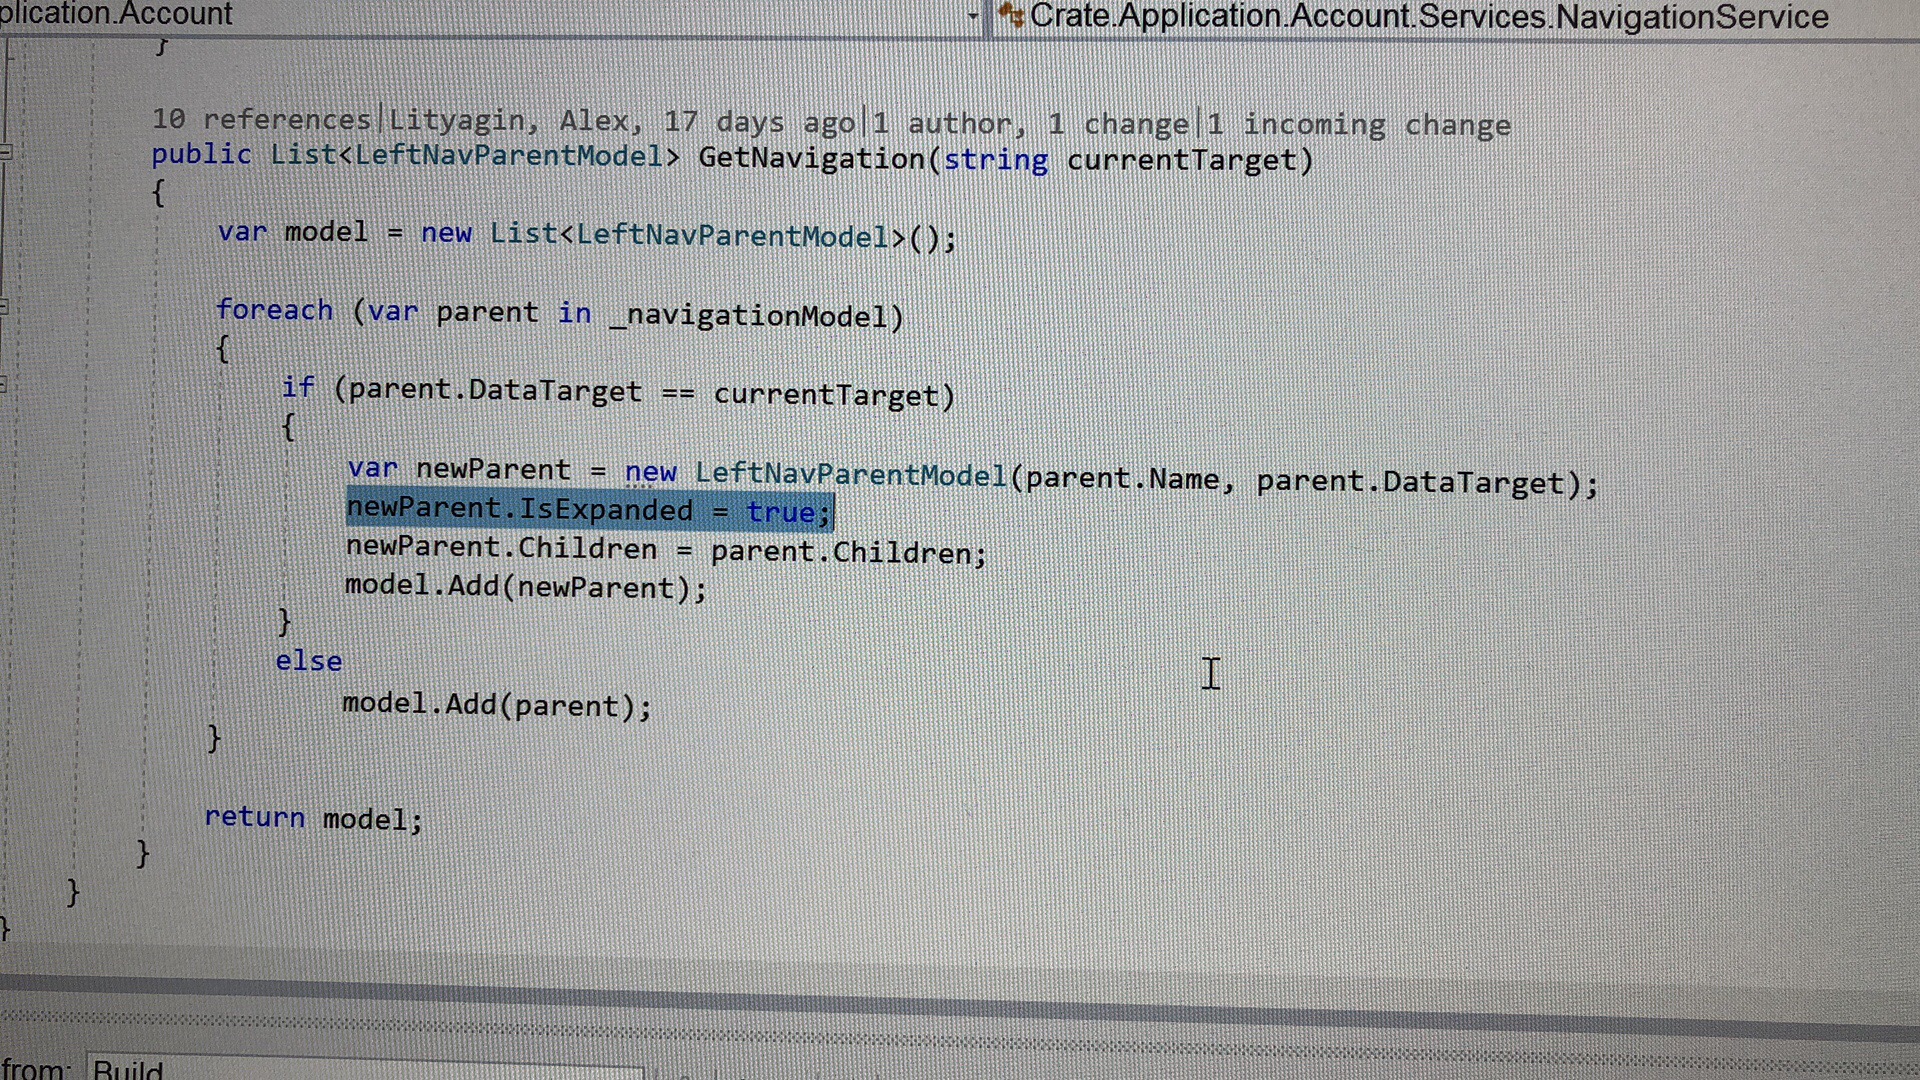 plication.Account
Crate.Application.Account.Services.NavigationService
}
10 references|Lityagin, Alex, 17 days ago|1 author, 1 change|1 incoming change
public List<LeftNavParentModel> GetNavigation(string currentTarget)
{
var model = new List<LeftNavParentModel>();
foreach (var parent in _navigationModel)
{
if (parent.DataTarget == currentTarget)
{
var newParent = new LeftNavParentModel(parent.Name, parent.DataTarget);
newParent.IsExpanded = true;
newParent.Children = parent.Children;
model.Add(newParent);
}
else
model.Add(parent);
}
return model;
}
}
}
from: Build